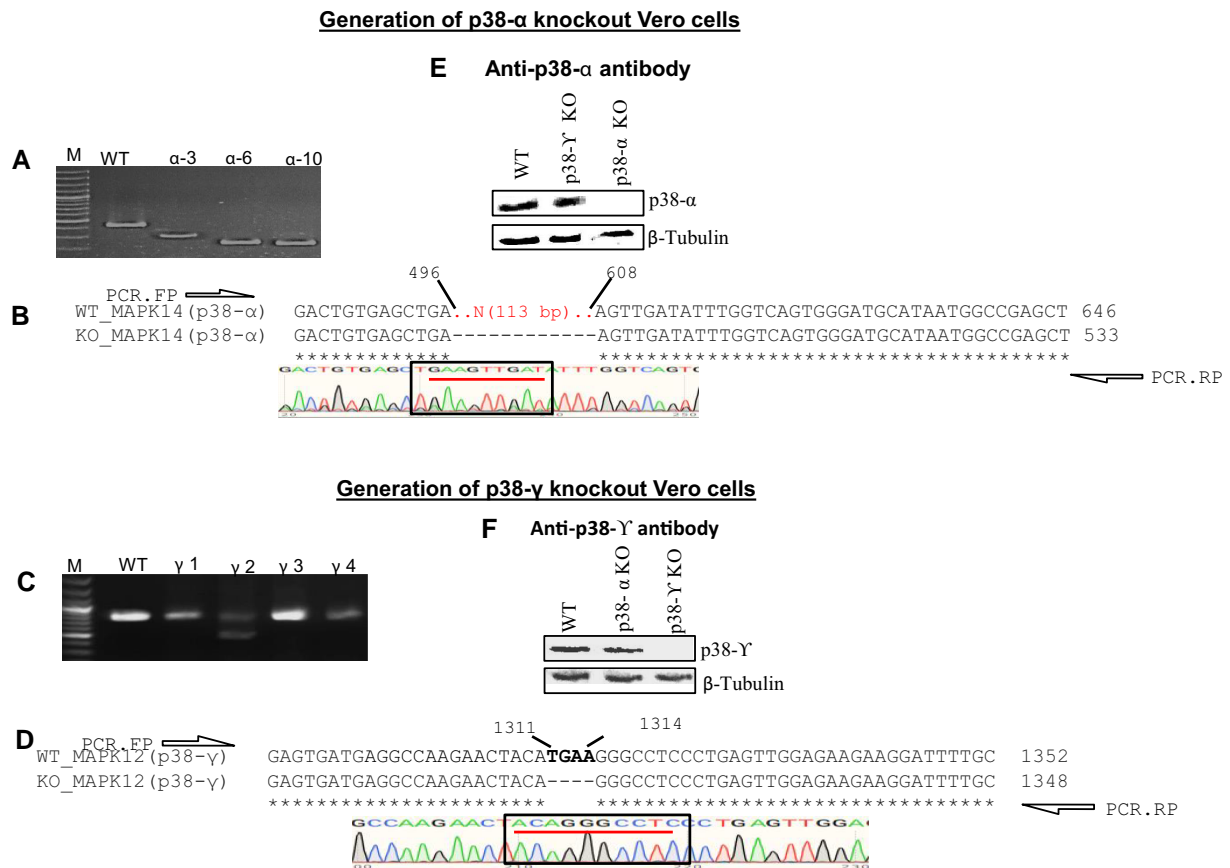 Generation of p38-α knockout Vero cells
E Anti-p38-α antibody
WT
p38-ϒ KO
p38-α KO
p38-α
β-Tubulin
A
M WT α-3 α-6 α-10
496 608
PCR.FP
B
WT_MAPK14(p38-α) GACTGTGAGCTGA..N(113 bp)..AGTTGATATTTGGTCAGTGGGATGCATAATGGCCGAGCT 646
KO_MAPK14(p38-α) GACTGTGAGCTGA-------------AGTTGATATTTGGTCAGTGGGATGCATAATGGCCGAGCT 533
************* ***************************************
GACTGTGAGCTGAAGTTGATATTTGGTCAGTG
PCR.RP
Generation of p38-γ knockout Vero cells
F Anti-p38-ϒ antibody
WT
p38- α KO
p38-ϒ KO
p38-ϒ
β-Tubulin
C
M WT γ 1 γ 2 γ 3 γ 4
1311 1314
PCR.FP
D
WT_MAPK12(p38-γ) GAGTGATGAGGCCAAGAACTACATGAAGGGCCTCCCTGAGTTGGAGAAGAAGGATTTTGC 1352
KO_MAPK12(p38-γ) GAGTGATGAGGCCAAGAACTACA----GGGCCTCCCTGAGTTGGAGAAGAAGGATTTTGC 1348
*********************** *********************************
PCR.RP
GCCAAGAACTACAGGGCCTCCCTGAGTTGGAG